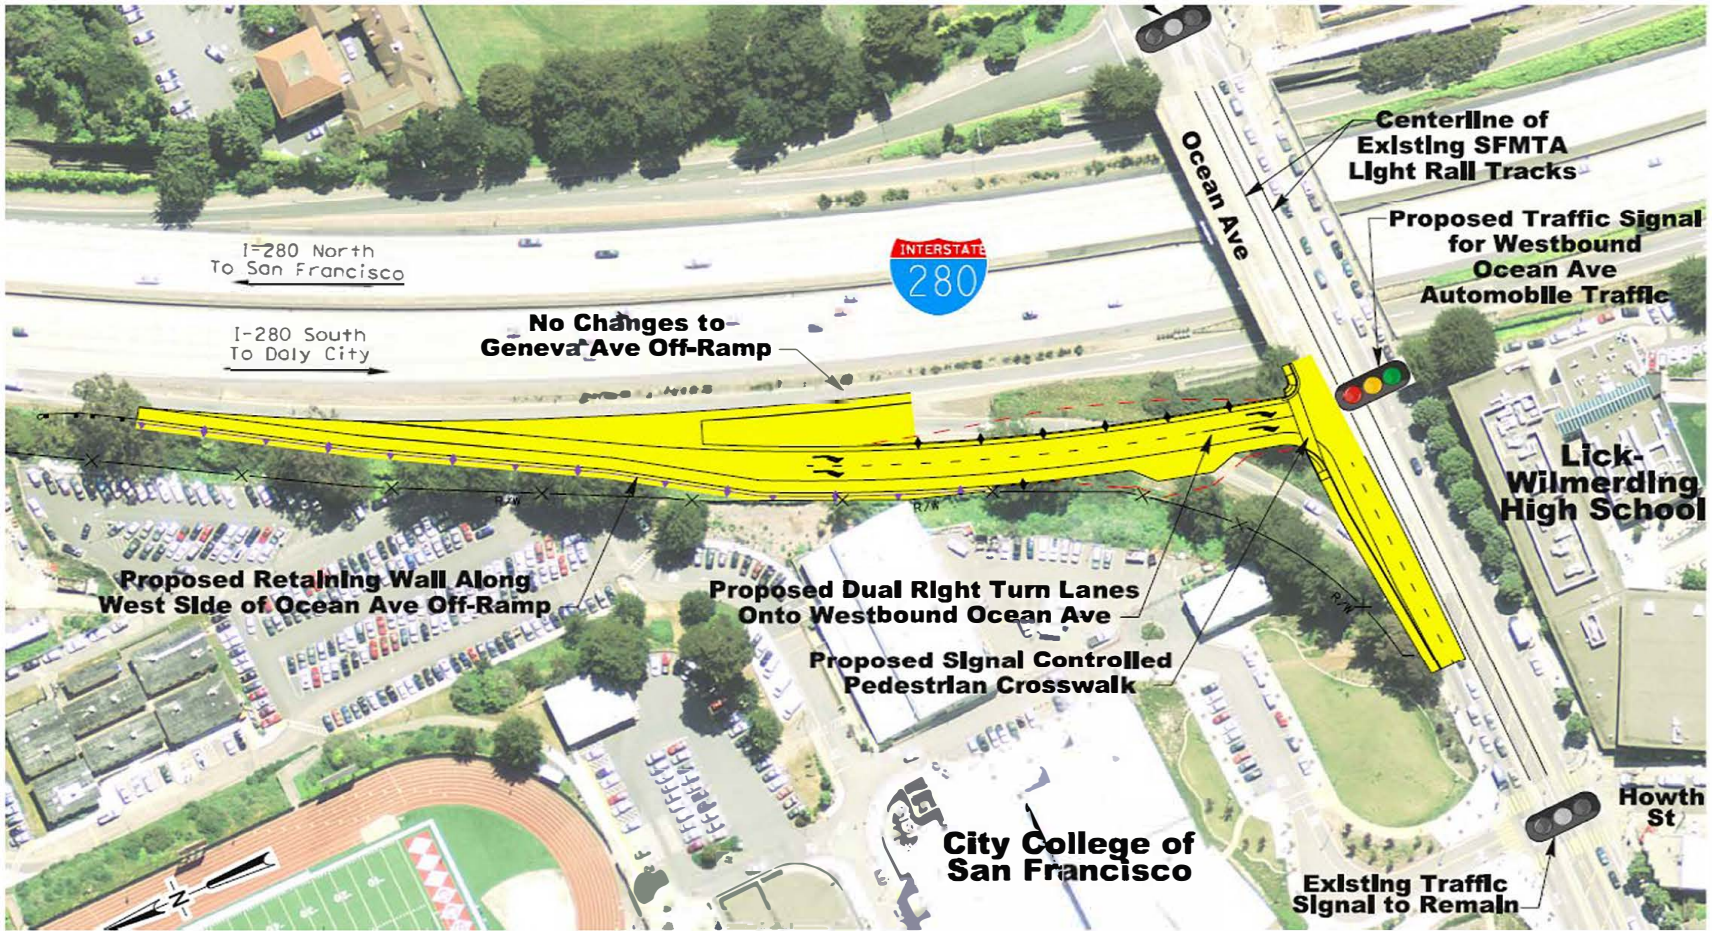 Centerline of
Existing SFMTA
Light Rail Tracks
Ocean Ave
Proposed Traffic Signal
for Westbound
Ocean Ave
Automobile Traffic
I-280 North
To San Francisco
INTERSTATE
280
I-280 South
To Daly City
No Changes to
Geneva Ave Off-Ramp
Lick-
Wilmerding
High School
R/W
R/W
R/W
Proposed Retaining Wall Along
West Side of Ocean Ave Off-Ramp
Proposed Dual Right Turn Lanes
Onto Westbound Ocean Ave
Proposed Signal Controlled
Pedestrian Crosswalk
Howth
St
City College of
San Francisco
Existing Traffic
Signal to Remain
N